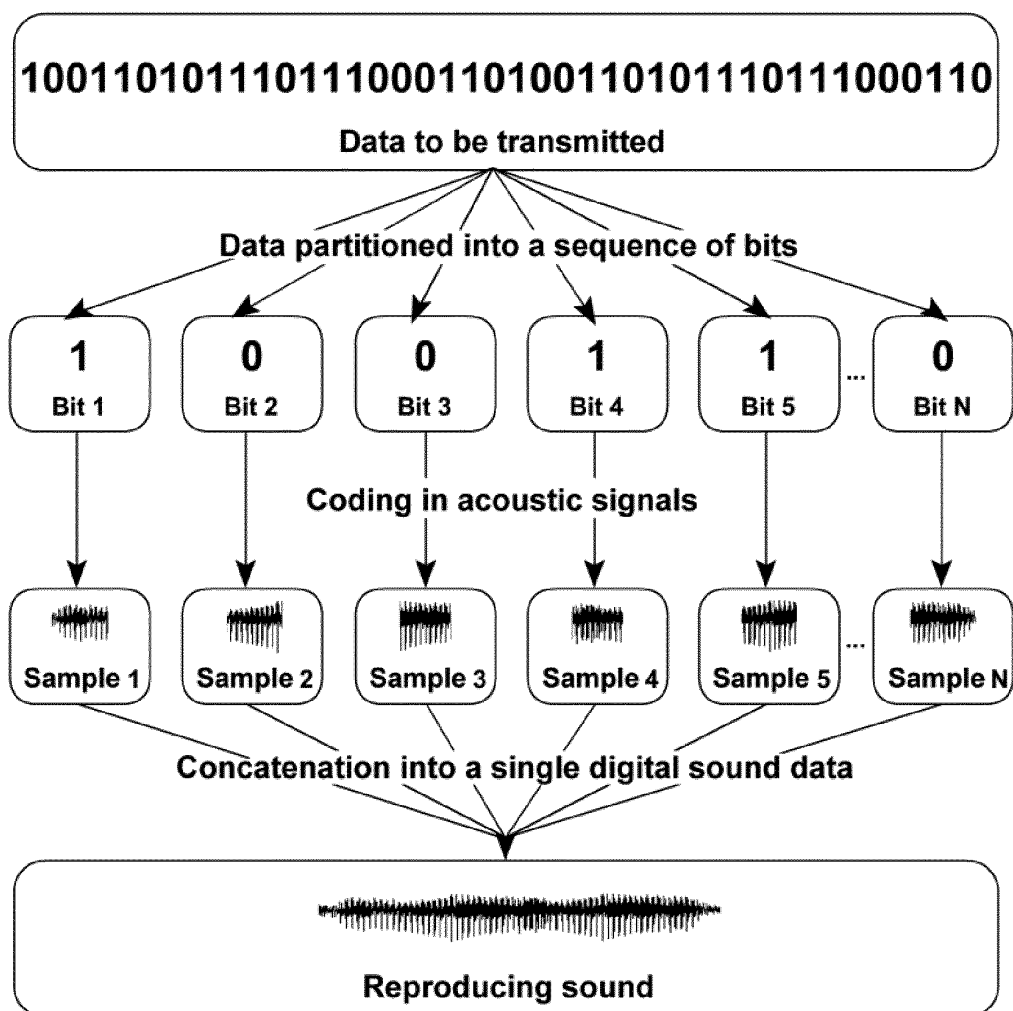 100110101110111000110100110101110111000110
Data to be transmitted
Data partitioned into a sequence of bits
1 0 0 1 1 0
Bit 1 Bit 2 Bit 3 Bit 4 Bit 5 ... Bit N
Coding in acoustic signals
Sample 1 Sample 2 Sample 3 Sample 4 Sample 5 ... Sample N
Concatenation into a single digital sound data
Reproducing sound